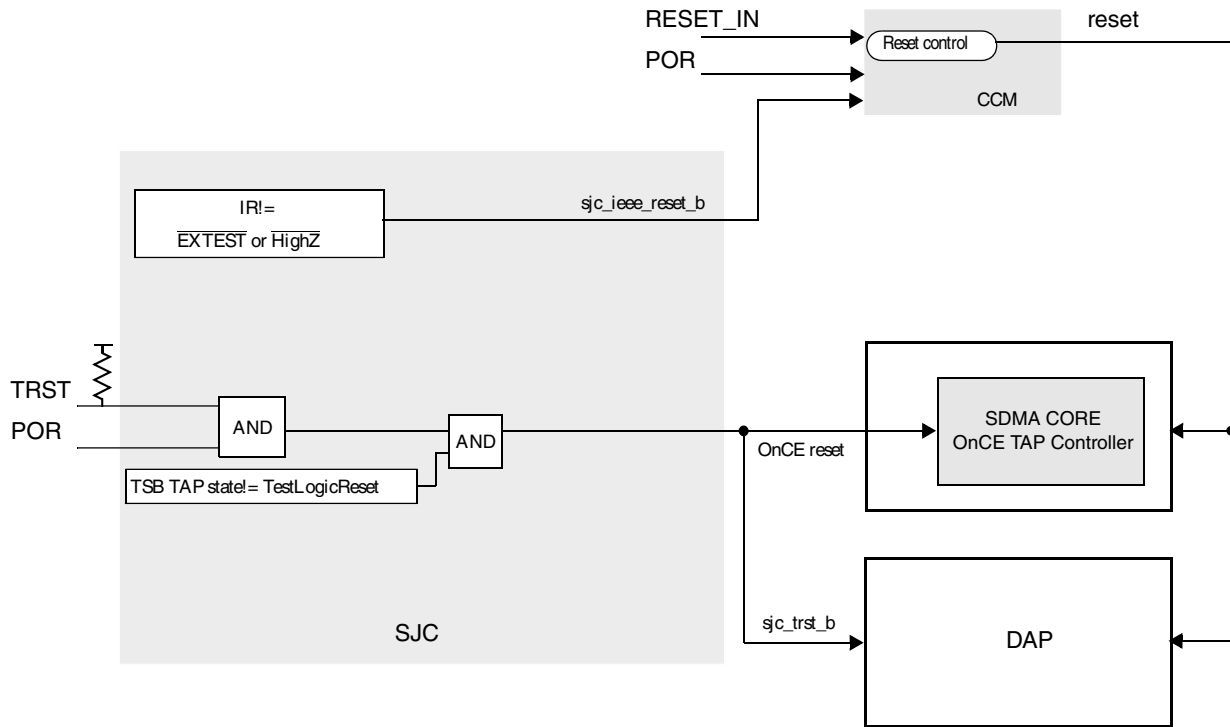 RESET_IN
reset
Reset control
POR
CCM
IR!=
EXTEST or HighZ
sjc_ieee_reset_b
TRST
AND
POR
AND
SDMA CORE
OnCE TAP Controller
OnCE reset
TSB TAP state!= TestLogicReset
sjc_trst_b
SJC
DAP